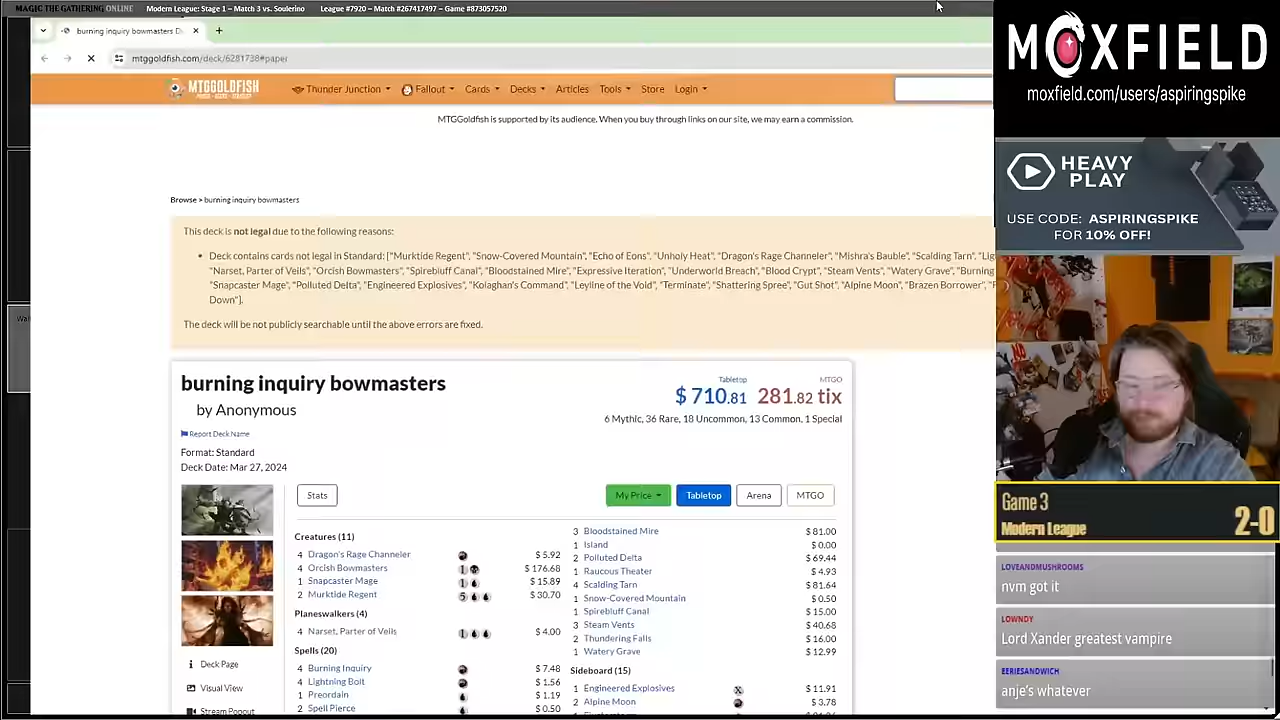 MAGIC THE GATHERING ONLINE Modern League: Stage 1 – Match 3 vs. Soulerino League #7920 – Match #267417497 – Game #873057520
burning inquiry bowmasters D
mtggoldfish.com/deck/6281738#paper
MTGGOLDFISH Thunder Junction Fallout Cards Decks Articles Tools Store Login
MTGGoldfish is supported by its audience. When you buy through links on our site, we may earn a commission.
Browse > burning inquiry bowmasters
This deck is not legal due to the following reasons:
Deck contains cards not legal in Standard: ["Murktide Regent", "Snow-Covered Mountain", "Echo of Eons", "Unholy Heat", "Dragon's Rage Channeler", "Mishra's Bauble", "Scalding Tarn", "Lig
"Narset, Parter of Veils", "Orcish Bowmasters", "Spirebluff Canal", "Bloodstained Mire", "Expressive Iteration", "Underworld Breach", "Blood Crypt", "Steam Vents", "Watery Grave", "Burning
"Snapcaster Mage", "Polluted Delta", "Engineered Explosives", "Kolaghan's Command", "Leyline of the Void", "Terminate", "Shattering Spree", "Gut Shot", "Alpine Moon", "Brazen Borrower",
Down"].
The deck will be not publicly searchable until the above errors are fixed.
burning inquiry bowmasters
by Anonymous
Report Deck Name
Format: Standard
Deck Date: Mar 27, 2024
Tabletop MTGO
$ 710.81 281.82 tix
6 Mythic, 36 Rare, 18 Uncommon, 13 Common, 1 Special
Stats My Price Tabletop Arena MTGO
Creatures (11)
4 Dragon's Rage Channeler $ 5.92
4 Orcish Bowmasters 1 $ 176.68
1 Snapcaster Mage 1 $ 15.89
2 Murktide Regent 5 $ 30.70
Planeswalkers (4)
4 Narset, Parter of Veils 1 $ 4.00
Spells (20)
4 Burning Inquiry $ 7.48
4 Lightning Bolt $ 1.56
1 Preordain $ 1.19
2 Spell Pierce $ 0.50
3 Bloodstained Mire $ 81.00
1 Island $ 0.00
2 Polluted Delta $ 69.44
1 Raucous Theater $ 4.93
4 Scalding Tarn $ 81.64
1 Snow-Covered Mountain $ 0.50
1 Spirebluff Canal $ 15.00
3 Steam Vents $ 40.68
2 Thundering Falls $ 16.00
1 Watery Grave $ 12.99
Sideboard (15)
1 Engineered Explosives X $ 11.91
2 Alpine Moon $ 3.78
Deck Page
Visual View
Stream Popout
MOXFIELD
moxfield.com/users/aspiringspike
HEAVY
PLAY
USE CODE: ASPIRINGSPIKE
FOR 10% OFF!
Game 3
Modern League
2-0
LOVEANDMUSHROOMS
nvm got it
LOWNDY
Lord Xander greatest vampire
EERIESANDWICH
anje's whatever